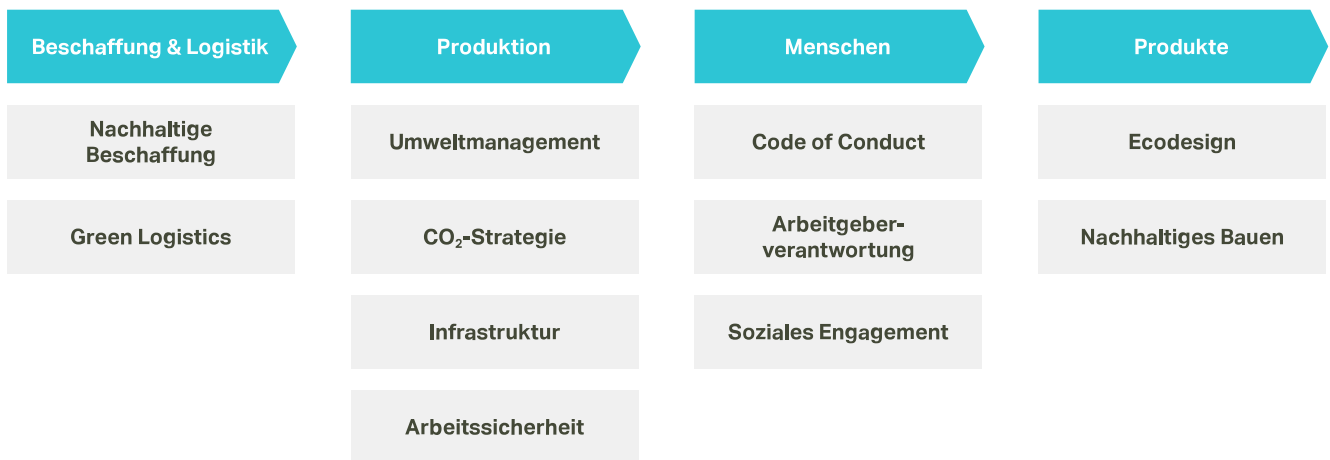 Beschaffung & Logistik
Nachhaltige
Beschaffung
Green Logistics
Produktion
Umweltmanagement
CO₂-Strategie
Infrastruktur
Arbeitssicherheit
Menschen
Code of Conduct
Arbeitgeber-
verantwortung
Soziales Engagement
Produkte
Ecodesign
Nachhaltiges Bauen